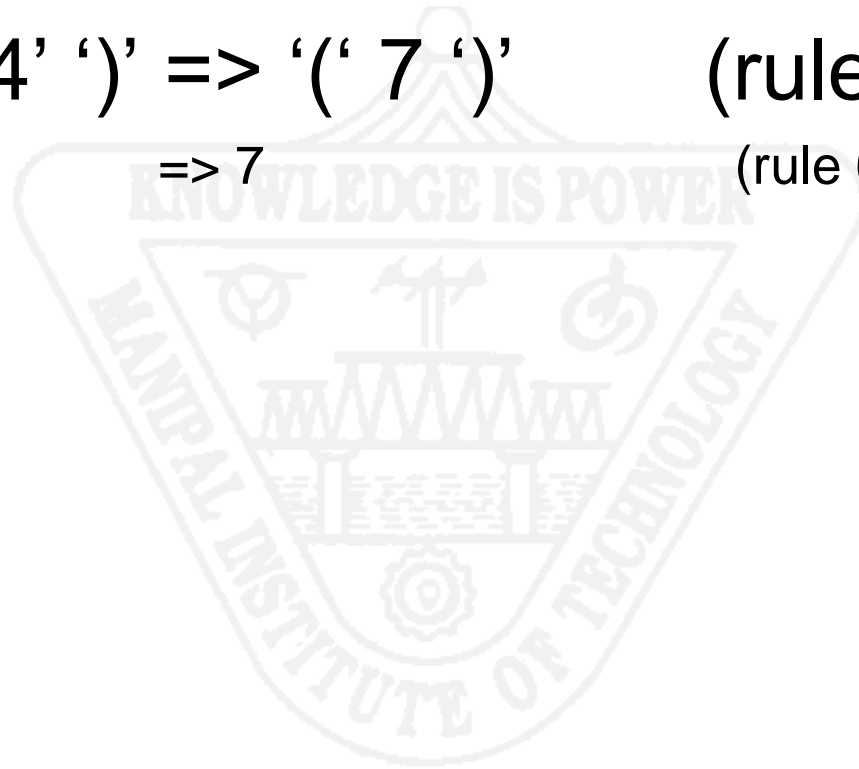 4’ ‘)’ => ‘(‘ 7 ‘)’ (rule
=> 7 (rule (
KNOWLEDGE IS POWER
MANIPAL INSTITUTE OF TECHNOLOGY